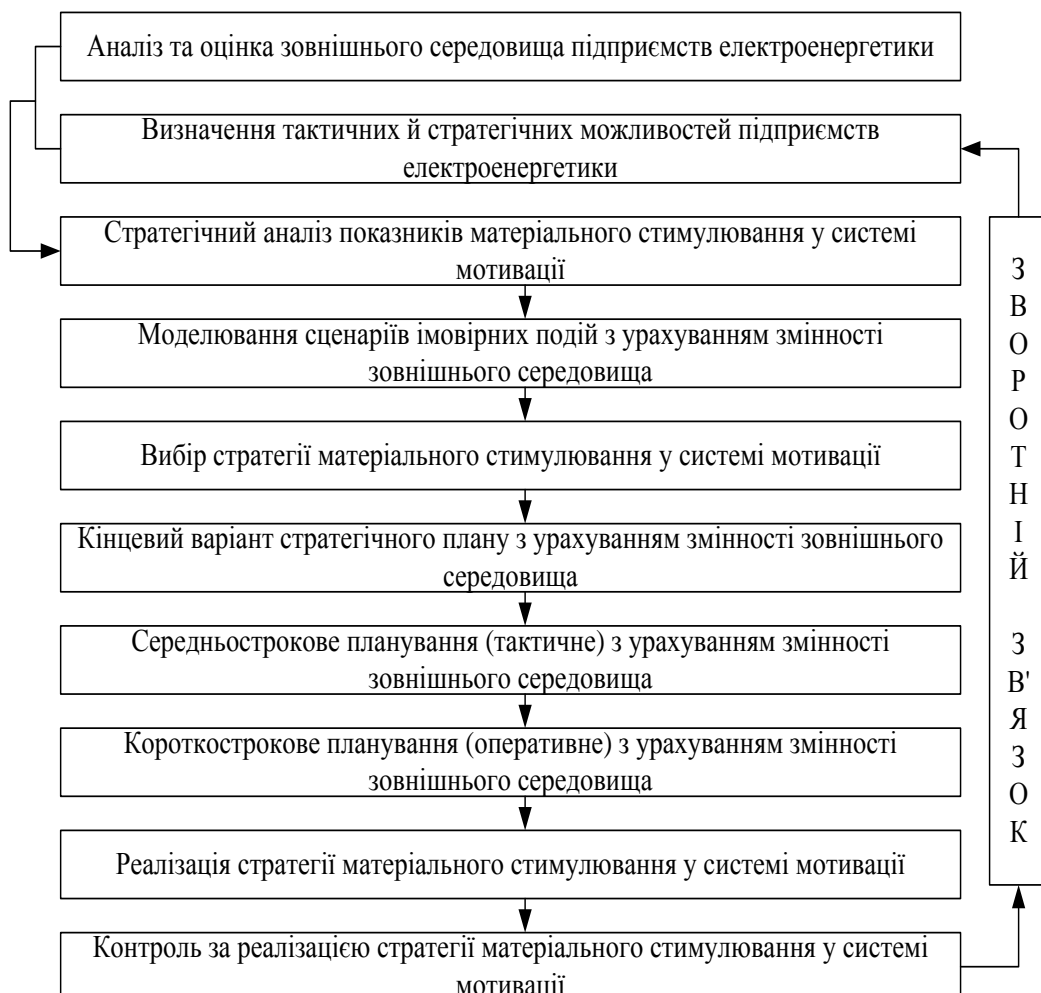 Аналіз та оцінка зовнішнього середовища підприємств електроенергетики
Визначення тактичних й стратегічних можливостей підприємств
електроенергетики
Стратегічний аналіз показників матеріального стимулювання у системі
мотивації
Моделювання сценаріїв імовірних подій з урахуванням змінності
зовнішнього середовища
Вибір стратегії матеріального стимулювання у системі мотивації
Кінцевий варіант стратегічного плану з урахуванням змінності зовнішнього
середовища
Середньострокове планування (тактичне) з урахуванням змінності
зовнішнього середовища
Короткострокове планування (оперативне) з урахуванням змінності
зовнішнього середовища
Реалізація стратегії матеріального стимулювання у системі мотивації
Контроль за реалізацією стратегії матеріального стимулювання у системі
мотивації
З
В
О
Р
О
Т
Н
І
Й
З
В'
Я
З
О
К